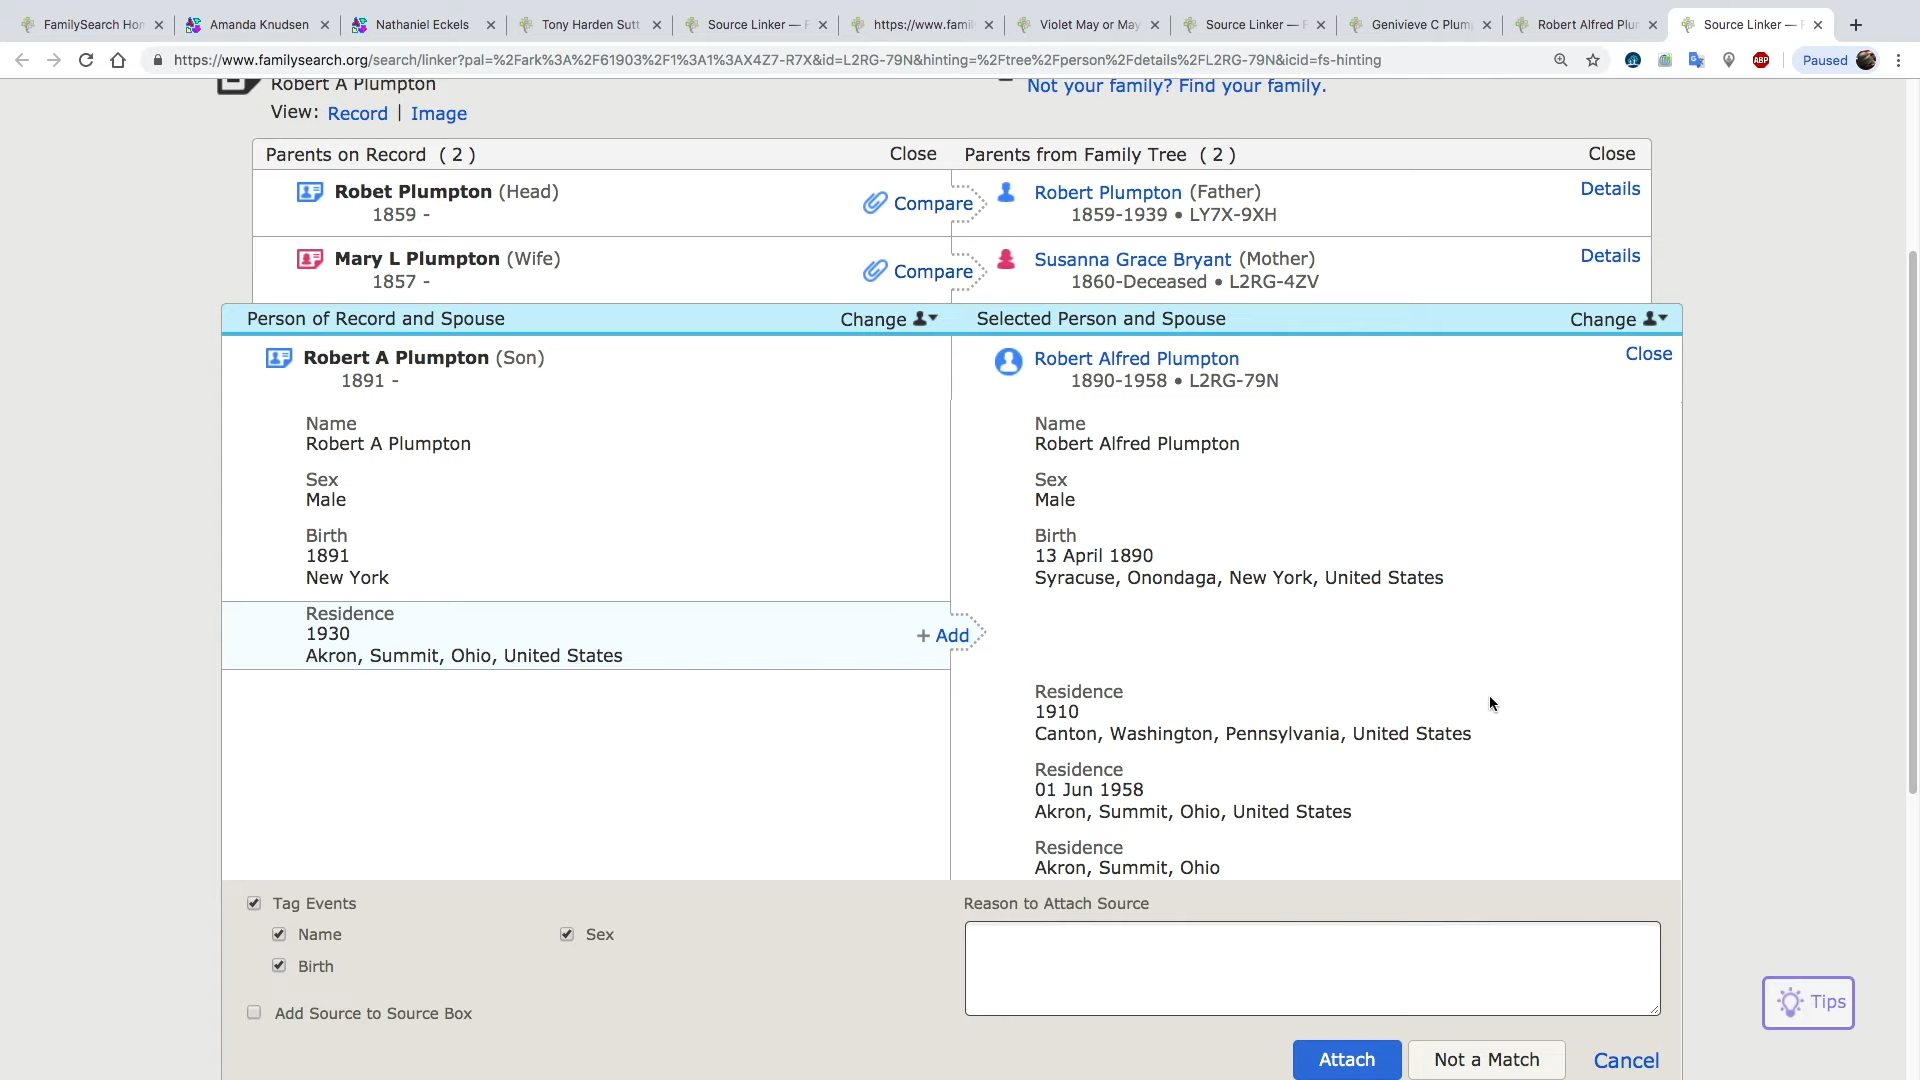 FamilySearch Hom
Amanda Knudsen
Nathaniel Eckels
Tony Harden Sutt
Source Linker — F
https://www.famil
Violet May or May
Source Linker — F
Genivieve C Plum
Robert Alfred Plu
Source Linker — F
https://www.familysearch.org/search/linker?pal=%2Fark%3A%2F61903%2F1%3A1%3AX4Z7-R7X&id=L2RG-79N&hinting=%2Ftree%2Fperson%2Fdetails%2FL2RG-79N&icid=fs-hinting
ABP
Paused
Robert A Plumpton
Not your family? Find your family.
View: Record | Image
Parents on Record ( 2 )
Close
Parents from Family Tree ( 2 )
Close
Robet Plumpton (Head)
1859 -
Compare
Robert Plumpton (Father)
1859-1939 • LY7X-9XH
Details
Mary L Plumpton (Wife)
1857 -
Compare
Susanna Grace Bryant (Mother)
1860-Deceased • L2RG-4ZV
Details
Person of Record and Spouse
Change
Selected Person and Spouse
Change
Robert A Plumpton (Son)
1891 -
Robert Alfred Plumpton
1890-1958 • L2RG-79N
Close
Name
Robert A Plumpton
Name
Robert Alfred Plumpton
Sex
Male
Sex
Male
Birth
1891
New York
Birth
13 April 1890
Syracuse, Onondaga, New York, United States
Residence
1930
Akron, Summit, Ohio, United States
+ Add
Residence
1910
Canton, Washington, Pennsylvania, United States
Residence
01 Jun 1958
Akron, Summit, Ohio, United States
Residence
Akron, Summit, Ohio
Tag Events
Name
Sex
Birth
Add Source to Source Box
Reason to Attach Source
Tips
Attach
Not a Match
Cancel